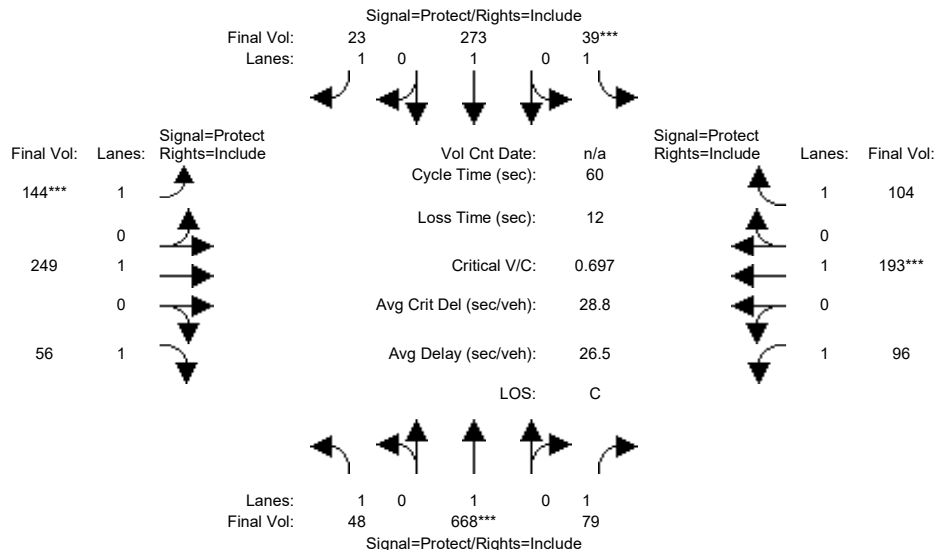 Signal=Protect/Rights=Include
Final Vol: 23 273 39***
Lanes: 1 0 1 0 1
Signal=Protect
Final Vol: Lanes: Rights=Include
Vol Cnt Date: n/a
Signal=Protect
Rights=Include Lanes: Final Vol:
Cycle Time (sec): 60
144*** 1
1 104
Loss Time (sec): 12
0
0
249 1
Critical V/C: 0.697
1 193***
0
Avg Crit Del (sec/veh): 28.8
0
56 1
Avg Delay (sec/veh): 26.5
1 96
LOS: C
Lanes: 1 0 1 0 1
Final Vol: 48 668*** 79
Signal=Protect/Rights=Include